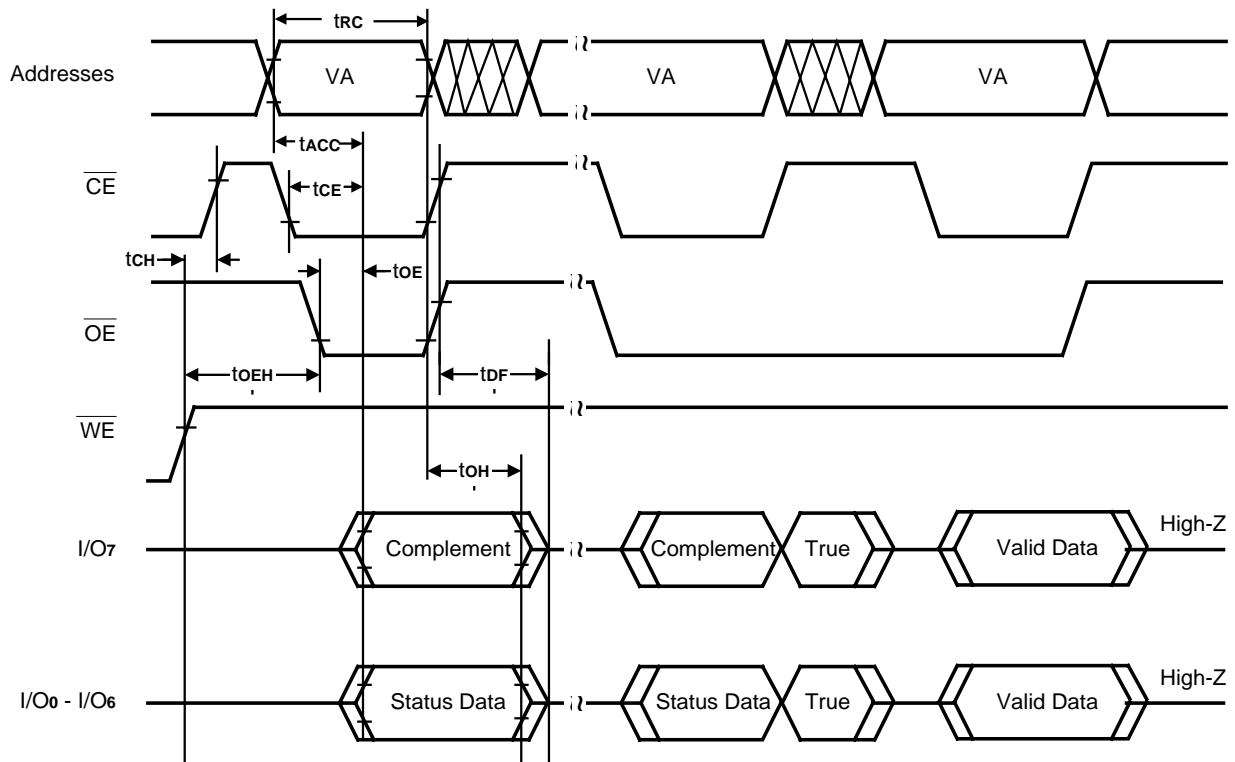 tRC
Addresses VA VA VA
tACC
CE tCE
tCH tOE
OE
tOEH tDF
WE
tOH
I/O7 Complement Complement True Valid Data High-Z
I/O0 - I/O6 Status Data Status Data True Valid Data High-Z